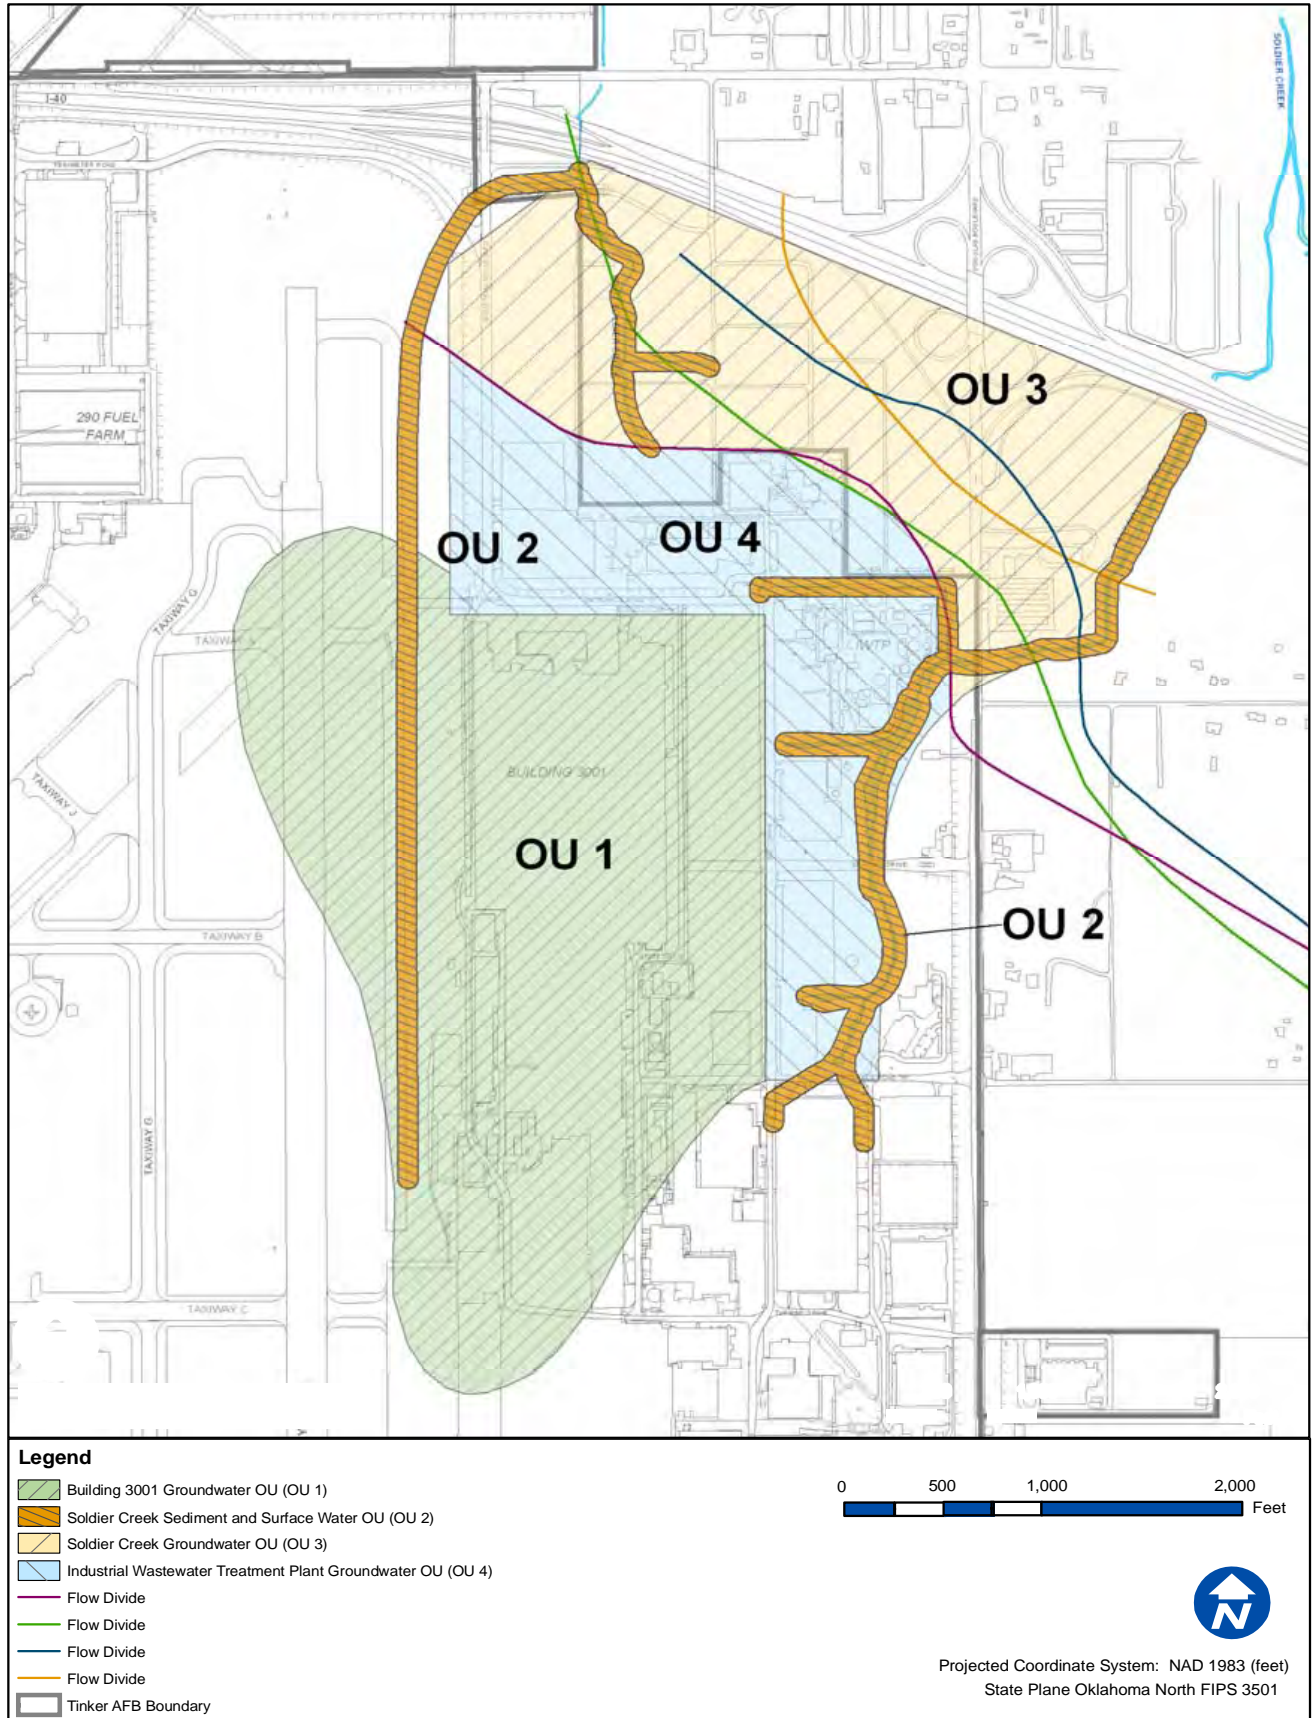 SOLDIER CREEK
I-40
OU 3
290 FUEL
FARM
OU 2
OU 4
TAXIWAY G
TAXIWAY
IWTP
TAXIWAY J
BUILDING 3001
OU 1
OU 2
TAXIWAY B
TAXIWAY G
TAXIWAY C
Legend
Building 3001 Groundwater OU (OU 1)
Soldier Creek Sediment and Surface Water OU (OU 2)
Soldier Creek Groundwater OU (OU 3)
Industrial Wastewater Treatment Plant Groundwater OU (OU 4)
Flow Divide
Flow Divide
Flow Divide
Flow Divide
Tinker AFB Boundary
0 500 1,000 2,000
Feet
N
Projected Coordinate System: NAD 1983 (feet)
State Plane Oklahoma North FIPS 3501